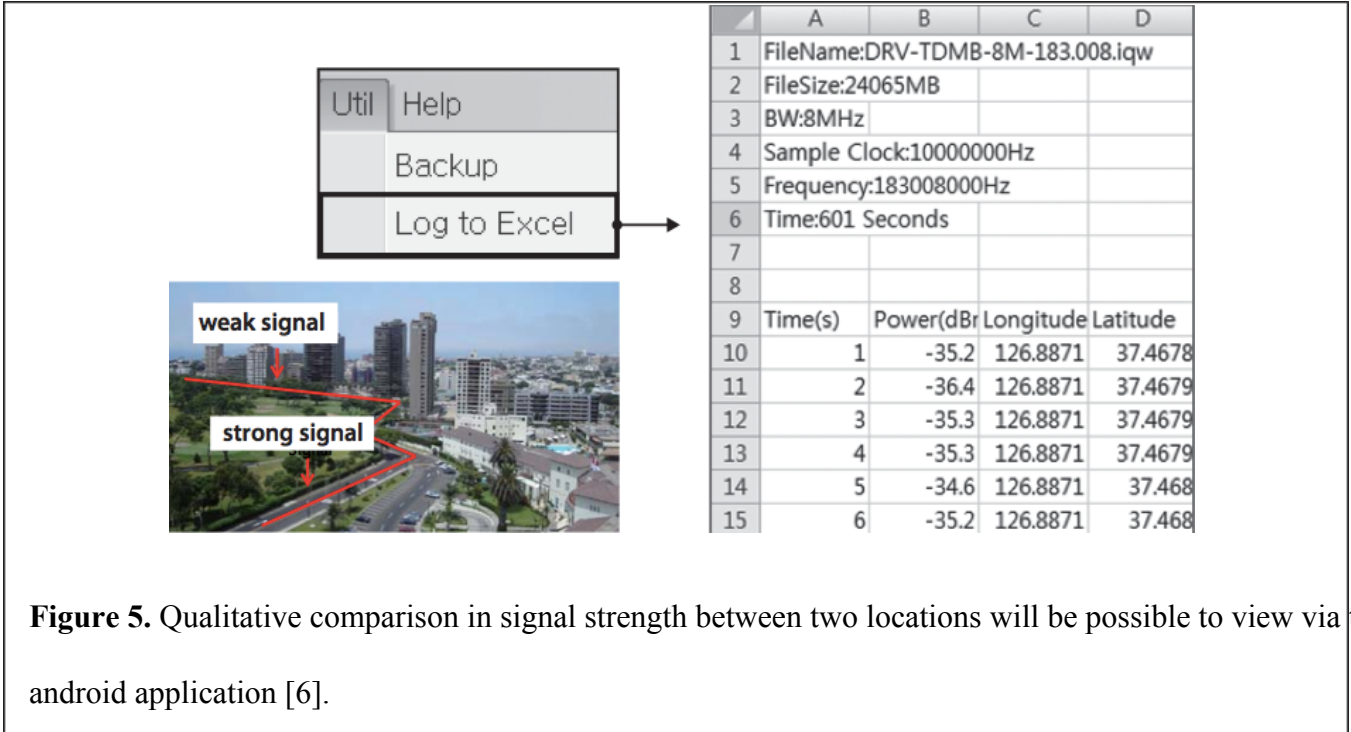 Util Help
Backup
Log to Excel
weak signal
strong signal
A B C D
1 FileName:DRV-TDMB-8M-183.008.iqw
2 FileSize:24065MB
3 BW:8MHz
4 Sample Clock:10000000Hz
5 Frequency:183008000Hz
6 Time:601 Seconds
7
8
9 Time(s) Power(dBr Longitude Latitude
10 1 -35.2 126.8871 37.4678
11 2 -36.4 126.8871 37.4679
12 3 -35.3 126.8871 37.4679
13 4 -35.3 126.8871 37.4679
14 5 -34.6 126.8871 37.468
15 6 -35.2 126.8871 37.468
Figure 5. Qualitative comparison in signal strength between two locations will be possible to view via
android application [6].